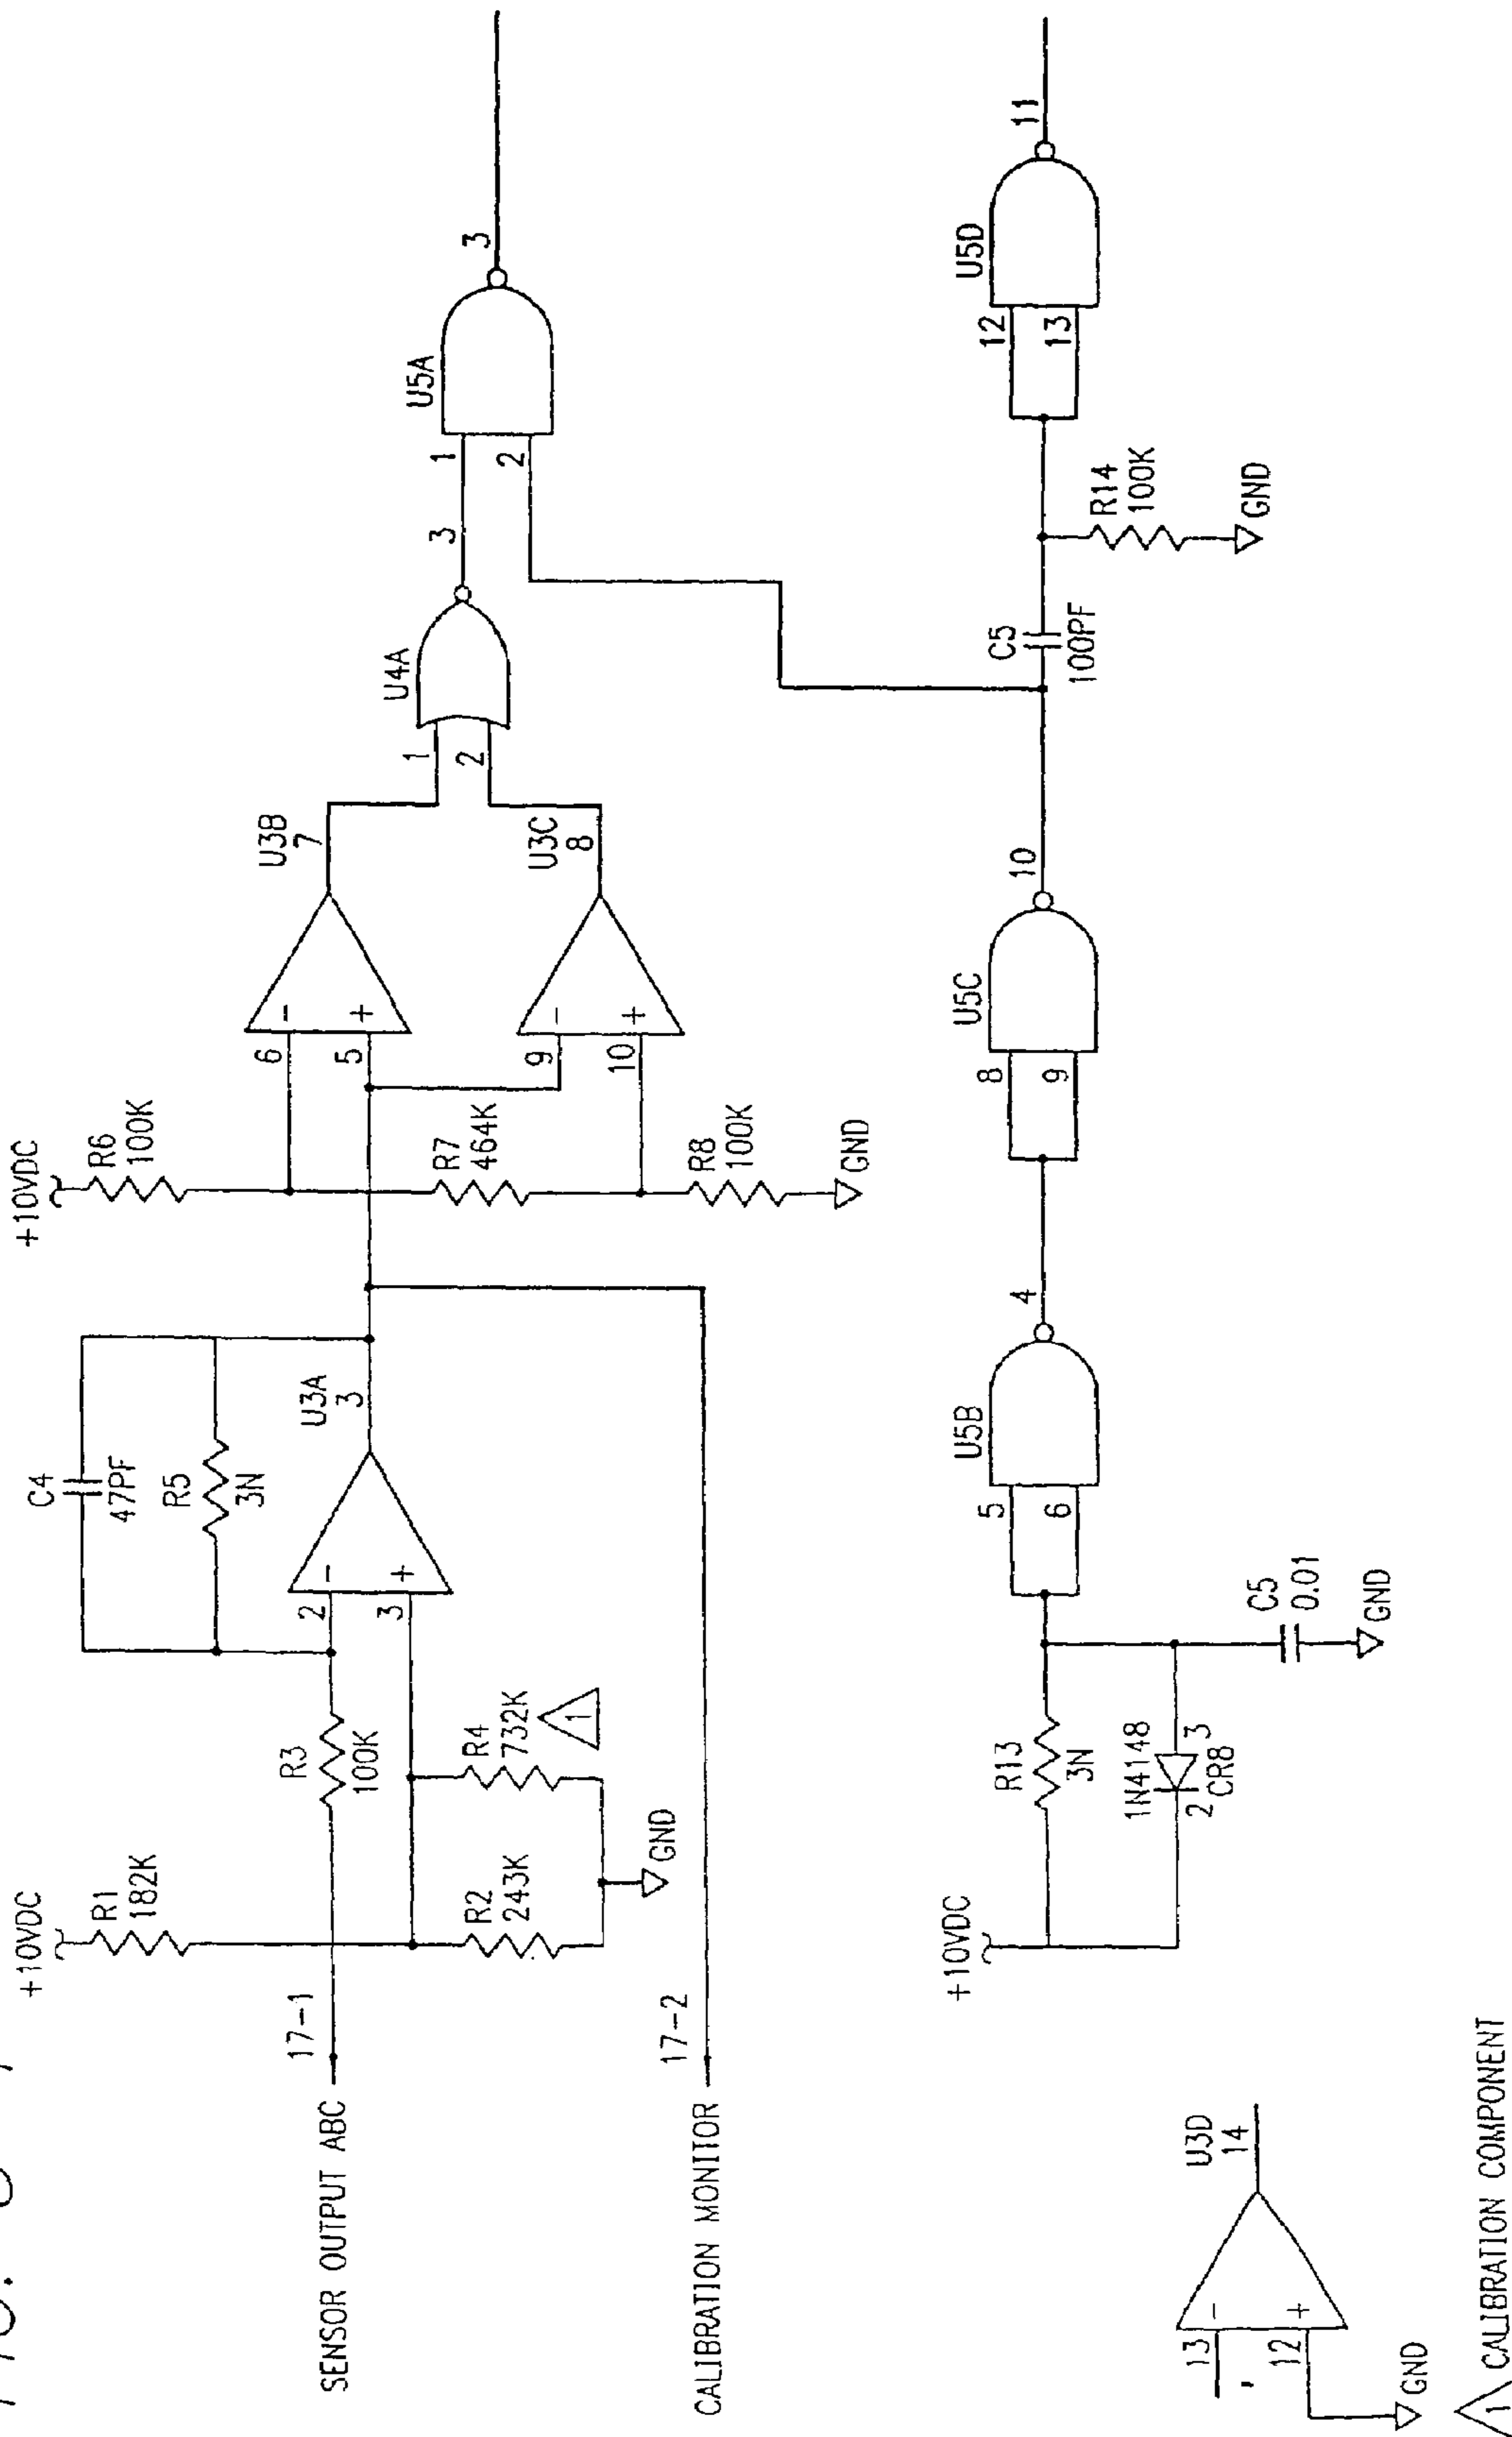 +10VDC
R1
182K
17-1
SENSOR OUTPUT ABC
R3
100K
R2
243K
R4
732K
1
GND
C4
47PF
R5
3N
2
3
-
+
U3A
3
17-2
CALIBRATION MONITOR
+10VDC
R6
100K
R7
464K
R8
100K
GND
6
5
-
+
U3B
7
9
10
-
+
U3C
8
1
2
U4A
3
1
2
U5A
3
+10VDC
R13
3N
1N4148
2
3
CR8
C5
0.01
GND
5
6
U5B
4
8
9
U5C
10
C5
100PF
R14
100K
GND
12
13
U5D
11
13
12
-
+
U3D
14
GND
1 CALIBRATION COMPONENT